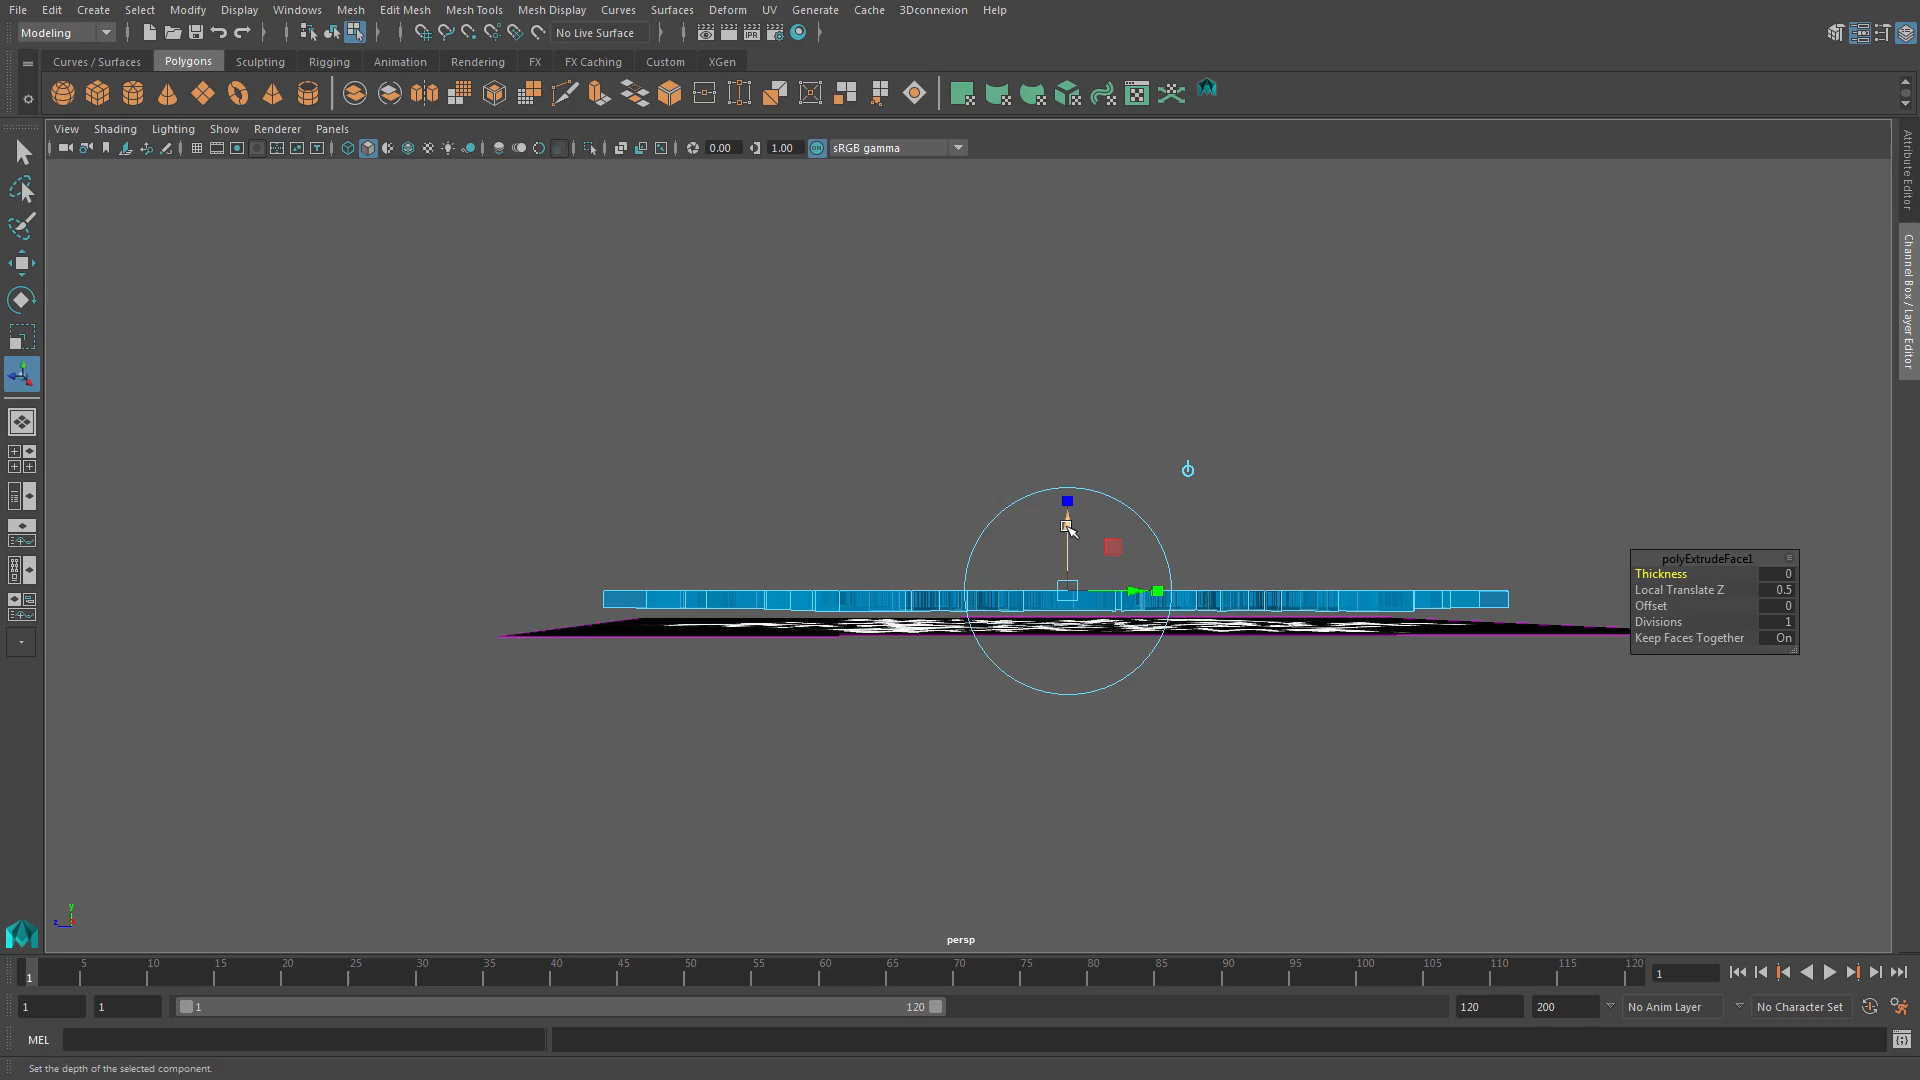 File Edit Create Select Modify Display Windows Mesh Edit Mesh Mesh Tools Mesh Display Curves Surfaces Deform UV Generate Cache 3Dconnexion Help
Modeling No Live Surface
Curves / Surfaces Polygons Sculpting Rigging Animation Rendering FX FX Caching Custom XGen
View Shading Lighting Show Renderer Panels
0.00 1.00 ON sRGB gamma
Attribute Editor
Channel Box / Layer Editor
polyExtrudeFace1
Thickness 0
Local Translate Z 0.5
Offset 0
Divisions 1
Keep Faces Together On
y
z
persp
1 5 10 15 20 25 30 35 40 45 50 55 60 65 70 75 80 85 90 95 100 105 110 115 120 1
1 1 1 120 120 200 No Anim Layer No Character Set
MEL
Set the depth of the selected component.